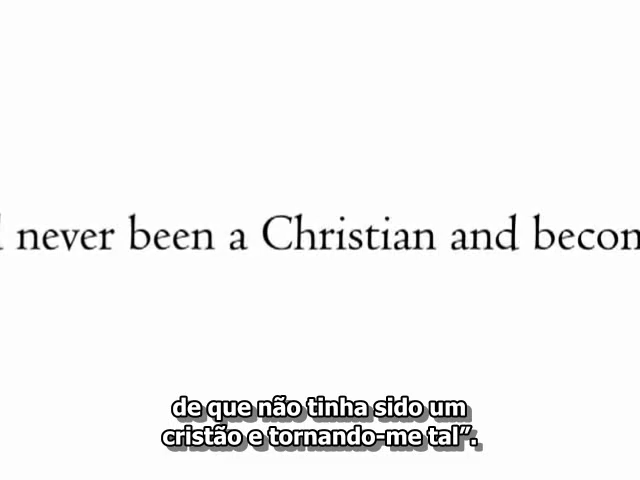 never been a Christian and becom
de que não tinha sido um
cristão e tornando-me tal”.